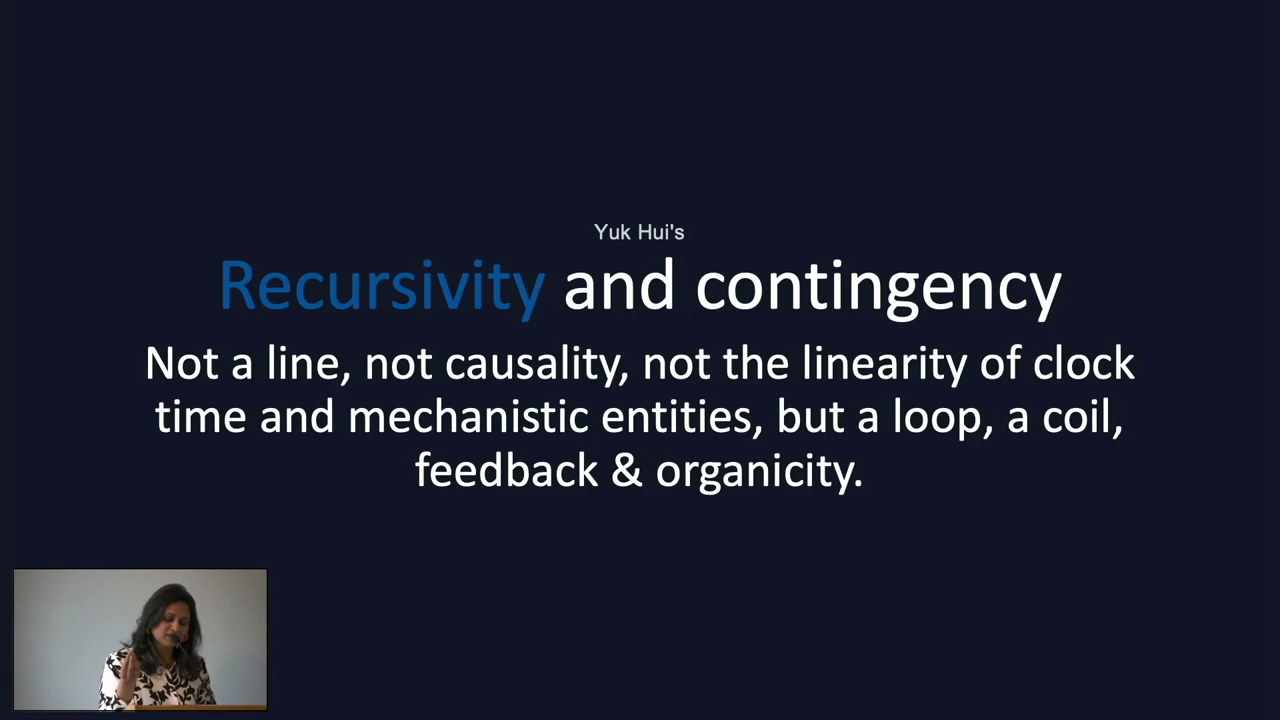 Yuk Hui's
Recursivity and contingency
Not a line, not causality, not the linearity of clock
time and mechanistic entities, but a loop, a coil,
feedback & organicity.